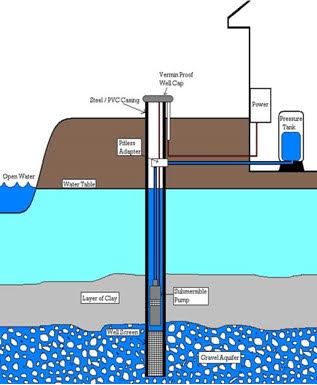 Vermin Proof
Well Cap
Steel / PVC Casing
Power
Pressure
Tank
Pitless
Adapter
Open Water
Water Table
Layer of Clay
Submersible
Pump
Well Screen
Gravel Aquifer